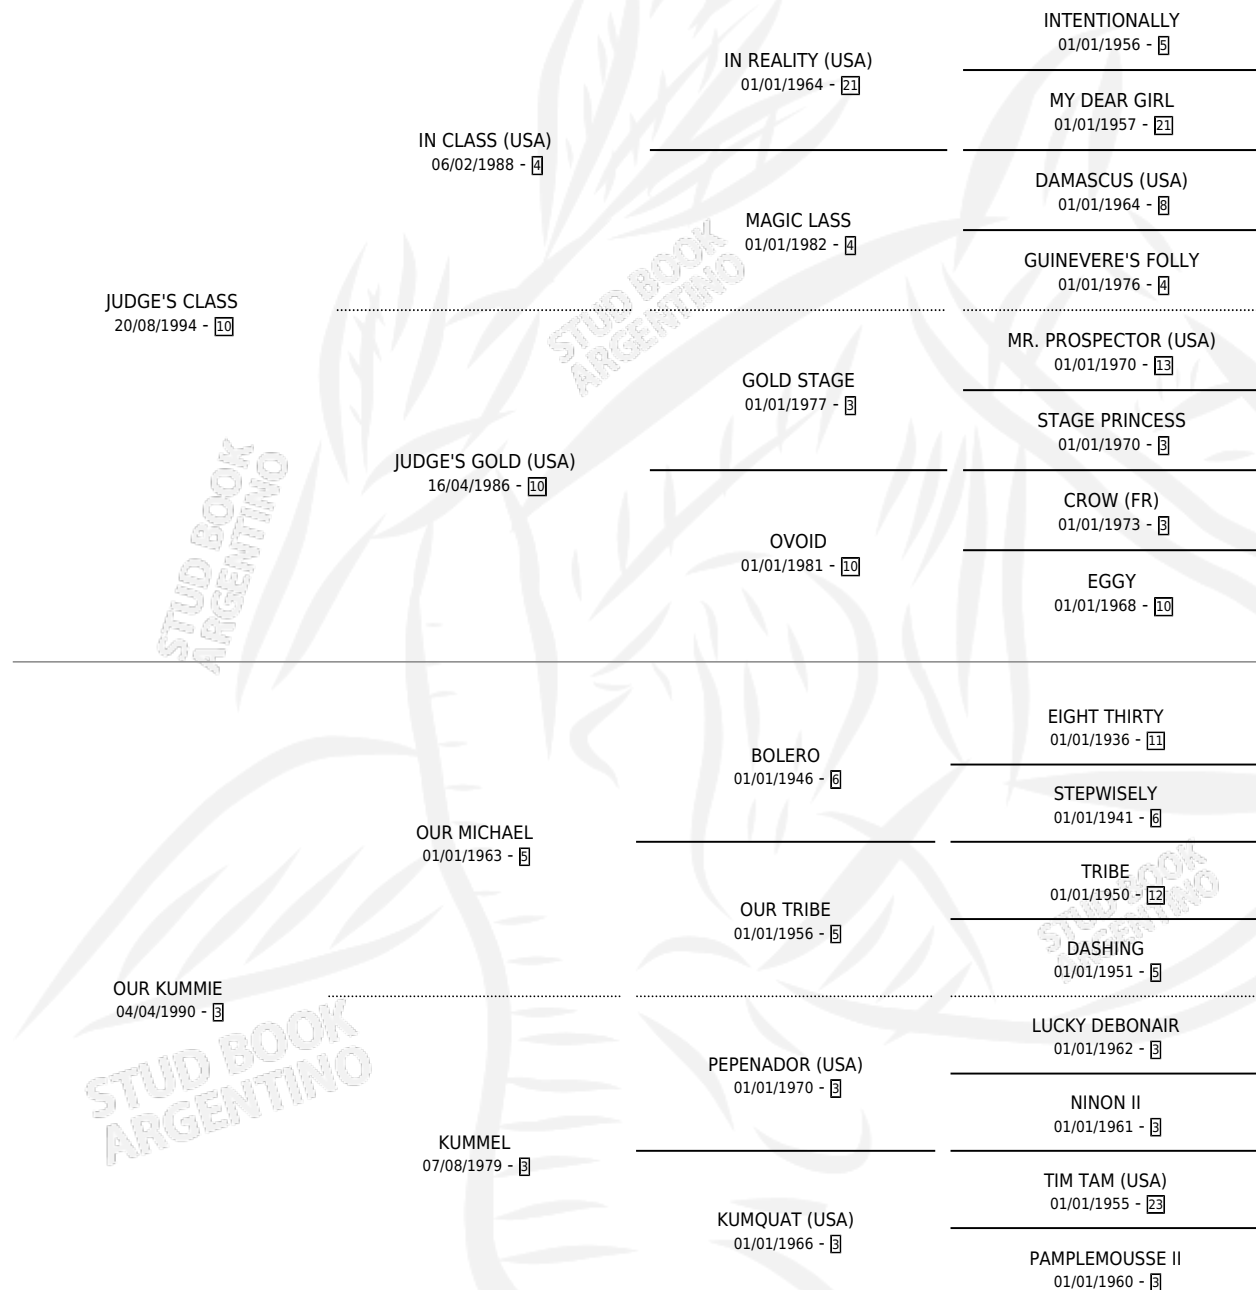 INTENTIONALLY
01/01/1956 - 5
IN REALITY (USA)
01/01/1964 - 21
MY DEAR GIRL
01/01/1957 - 21
IN CLASS (USA)
06/02/1988 - 4
DAMASCUS (USA)
01/01/1964 - 8
MAGIC LASS
01/01/1982 - 4
GUINEVERE'S FOLLY
01/01/1976 - 4
JUDGE'S CLASS
20/08/1994 - 10
MR. PROSPECTOR (USA)
01/01/1970 - 13
GOLD STAGE
01/01/1977 - 3
STAGE PRINCESS
01/01/1970 - 3
JUDGE'S GOLD (USA)
16/04/1986 - 10
CROW (FR)
01/01/1973 - 3
OVOID
01/01/1981 - 10
EGGY
01/01/1968 - 10
EIGHT THIRTY
01/01/1936 - 11
BOLERO
01/01/1946 - 6
STEPWISELY
01/01/1941 - 6
OUR MICHAEL
01/01/1963 - 5
TRIBE
01/01/1950 - 12
OUR TRIBE
01/01/1956 - 5
DASHING
01/01/1951 - 5
OUR KUMMIE
04/04/1990 - 3
LUCKY DEBONAIR
01/01/1962 - 3
PEPENADOR (USA)
01/01/1970 - 3
NINON II
01/01/1961 - 3
KUMMEL
07/08/1979 - 3
TIM TAM (USA)
01/01/1955 - 23
KUMQUAT (USA)
01/01/1966 - 3
PAMPLEMOUSSE II
01/01/1960 - 3
STUD BOOK
ARGENTINO
STUD BOOK
ARGENTINO
STUD BOOK
ARGENTINO
STUD BOOK
ARGENTINO